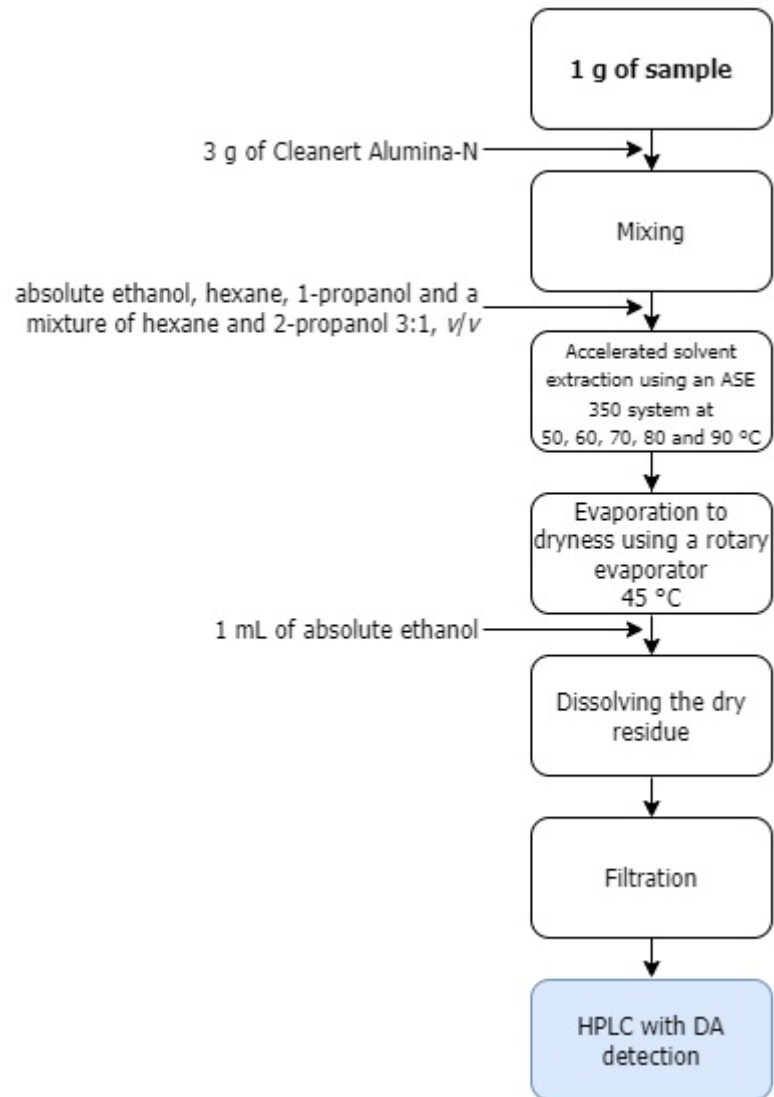 1 g of sample
3 g of Cleanert Alumina-N
Mixing
absolute ethanol, hexane, 1-propanol and a
mixture of hexane and 2-propanol 3:1, v/v
Accelerated solvent
extraction using an ASE
350 system at
50, 60, 70, 80 and 90 °C
Evaporation to
dryness using a rotary
evaporator
45 °C
1 mL of absolute ethanol
Dissolving the dry
residue
Filtration
HPLC with DA
detection